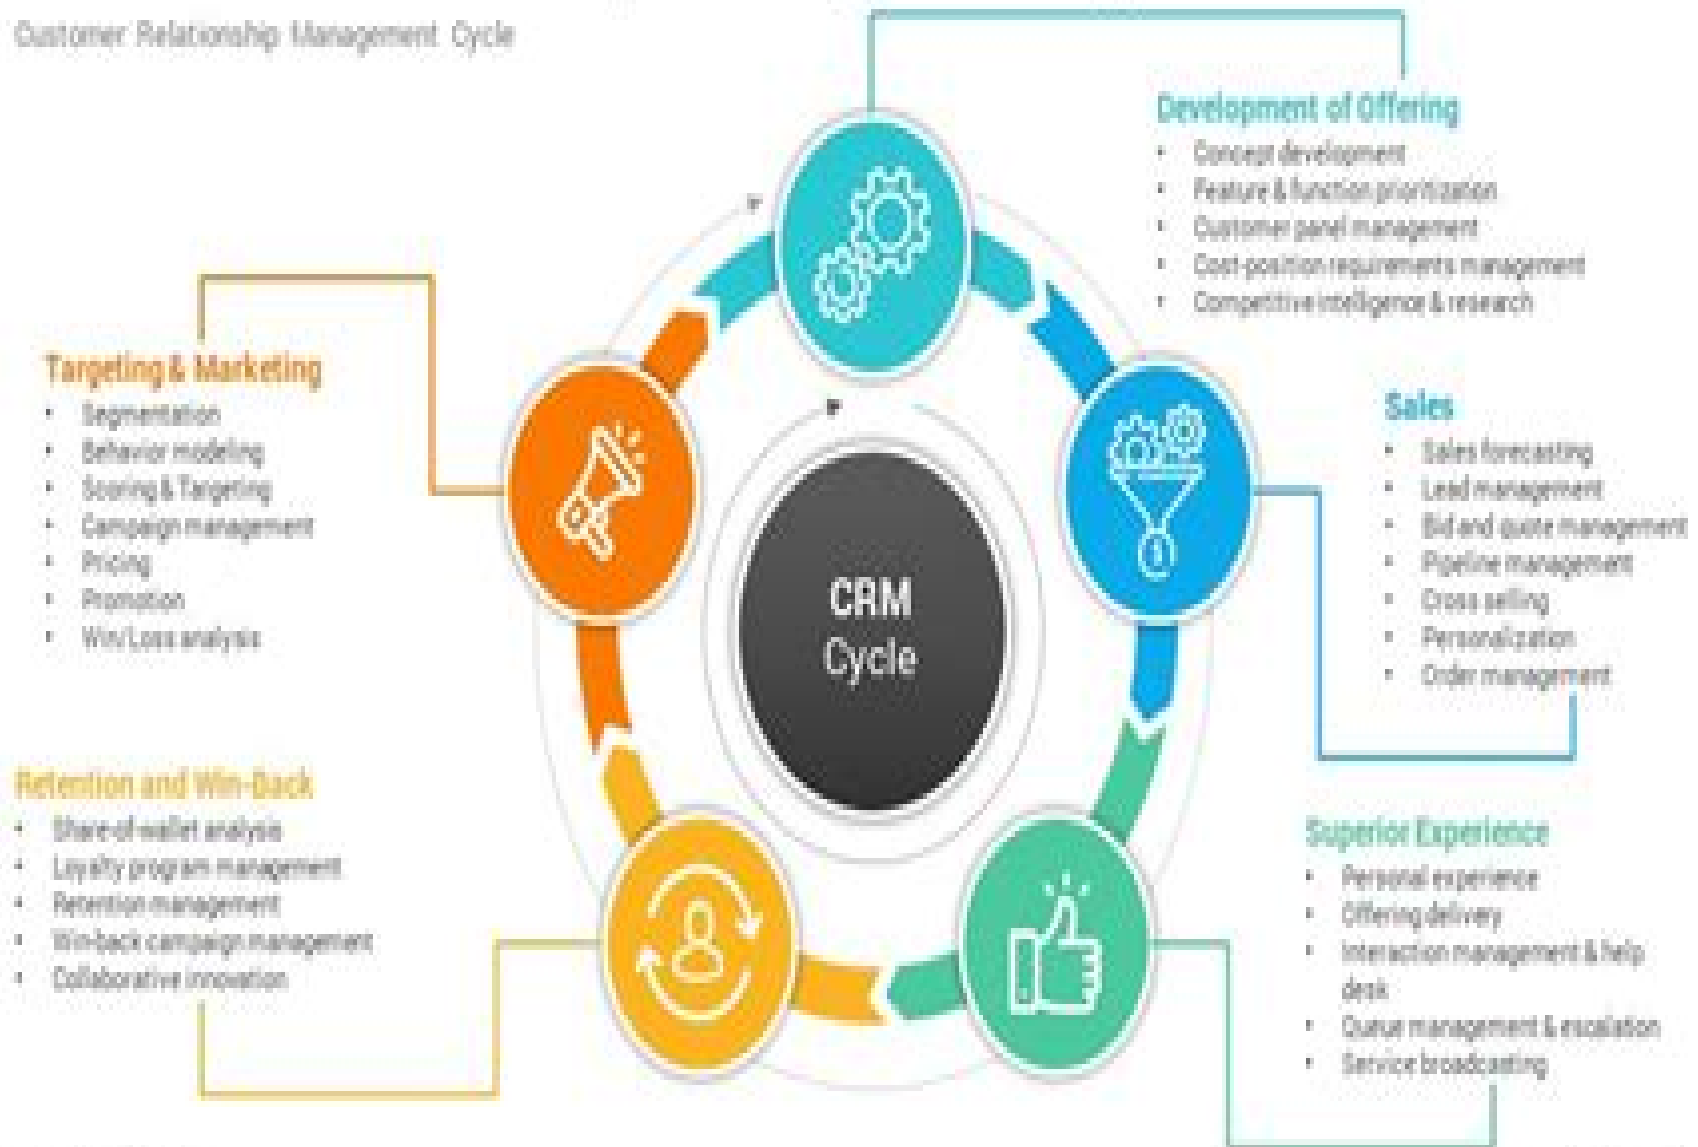 Customer Relationship Management Cycle
Development of Offering
• Concept development
• Feature & function prioritization
• Customer panel management
• Cost-position requirements management
• Competitive intelligence & research
Targeting & Marketing
• Segmentation
• Behavior modeling
• Scoring & Targeting
• Campaign management
• Pricing
• Promotion
• Win/Loss analysis
Sales
• Sales forecasting
• Lead management
• Bid and quote management
• Pipeline management
• Cross selling
• Personalization
• Order management
CRM
Cycle
Retention and Win-Back
• Share-of-wallet analysis
• Loyalty program management
• Retention management
• Win-back campaign management
• Collaborative innovation
Superior Experience
• Personal experience
• Offering delivery
• Interaction management & help
desk
• Queue management & escalation
• Service broadcasting